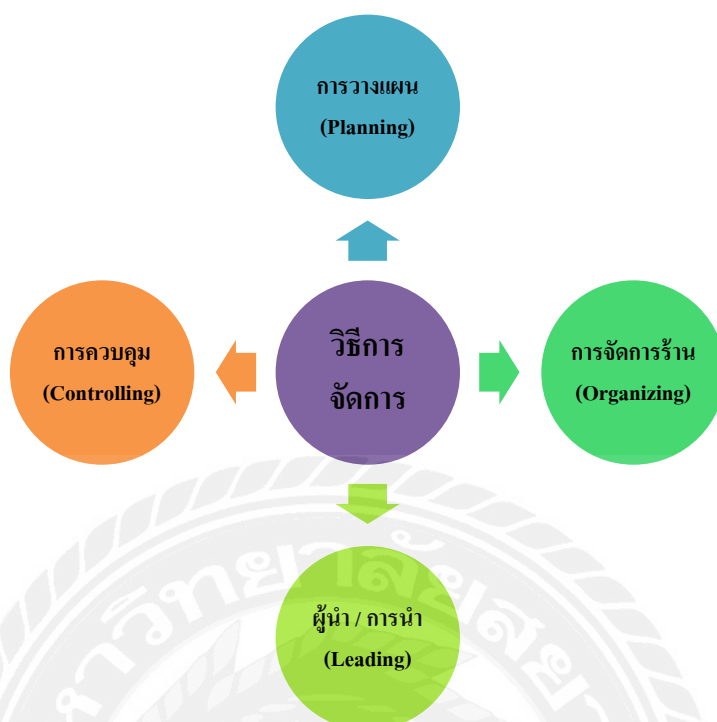 การวางแผน
(Planning)
การควบคุม
(Controlling)
วิธีการ
จัดการ
การจัดการร้าน
(Organizing)
ผู้นำ / การนำ
(Leading)